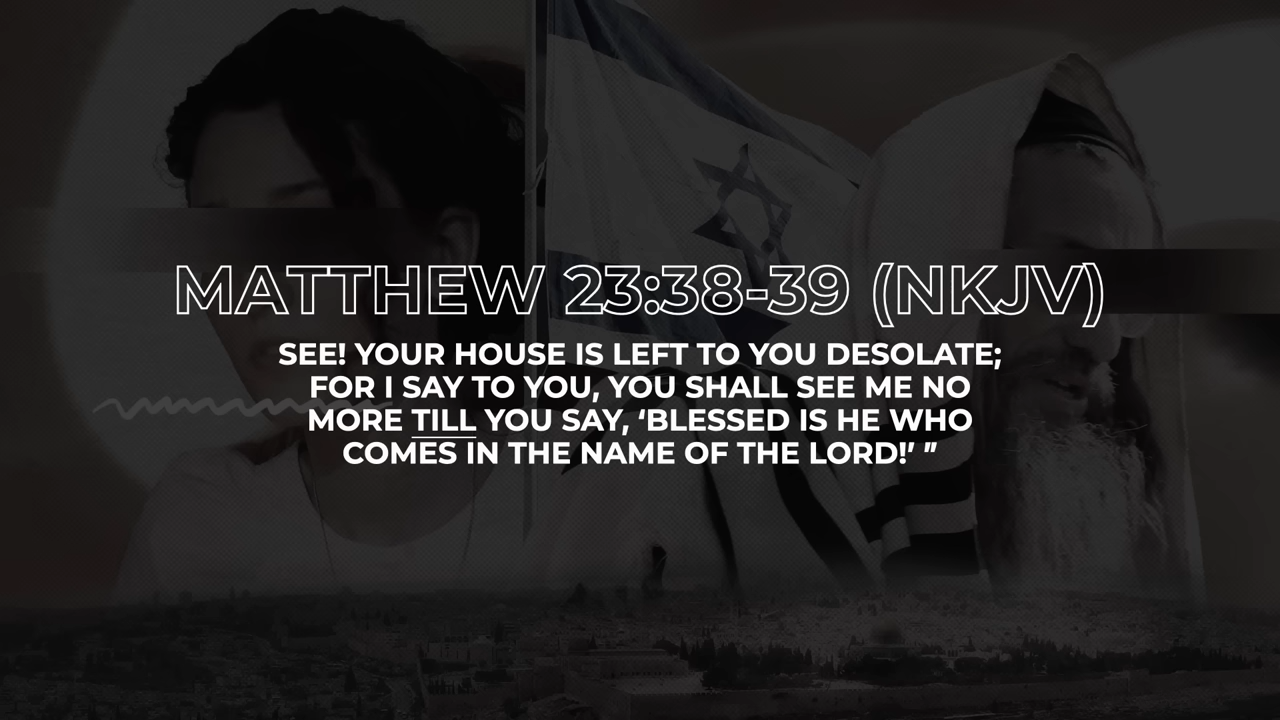 MATTHEW 23:38-39 (NKJV)
SEE! YOUR HOUSE IS LEFT TO YOU DESOLATE;
FOR I SAY TO YOU, YOU SHALL SEE ME NO
MORE TILL YOU SAY, ‘BLESSED IS HE WHO
COMES IN THE NAME OF THE LORD!’ ”